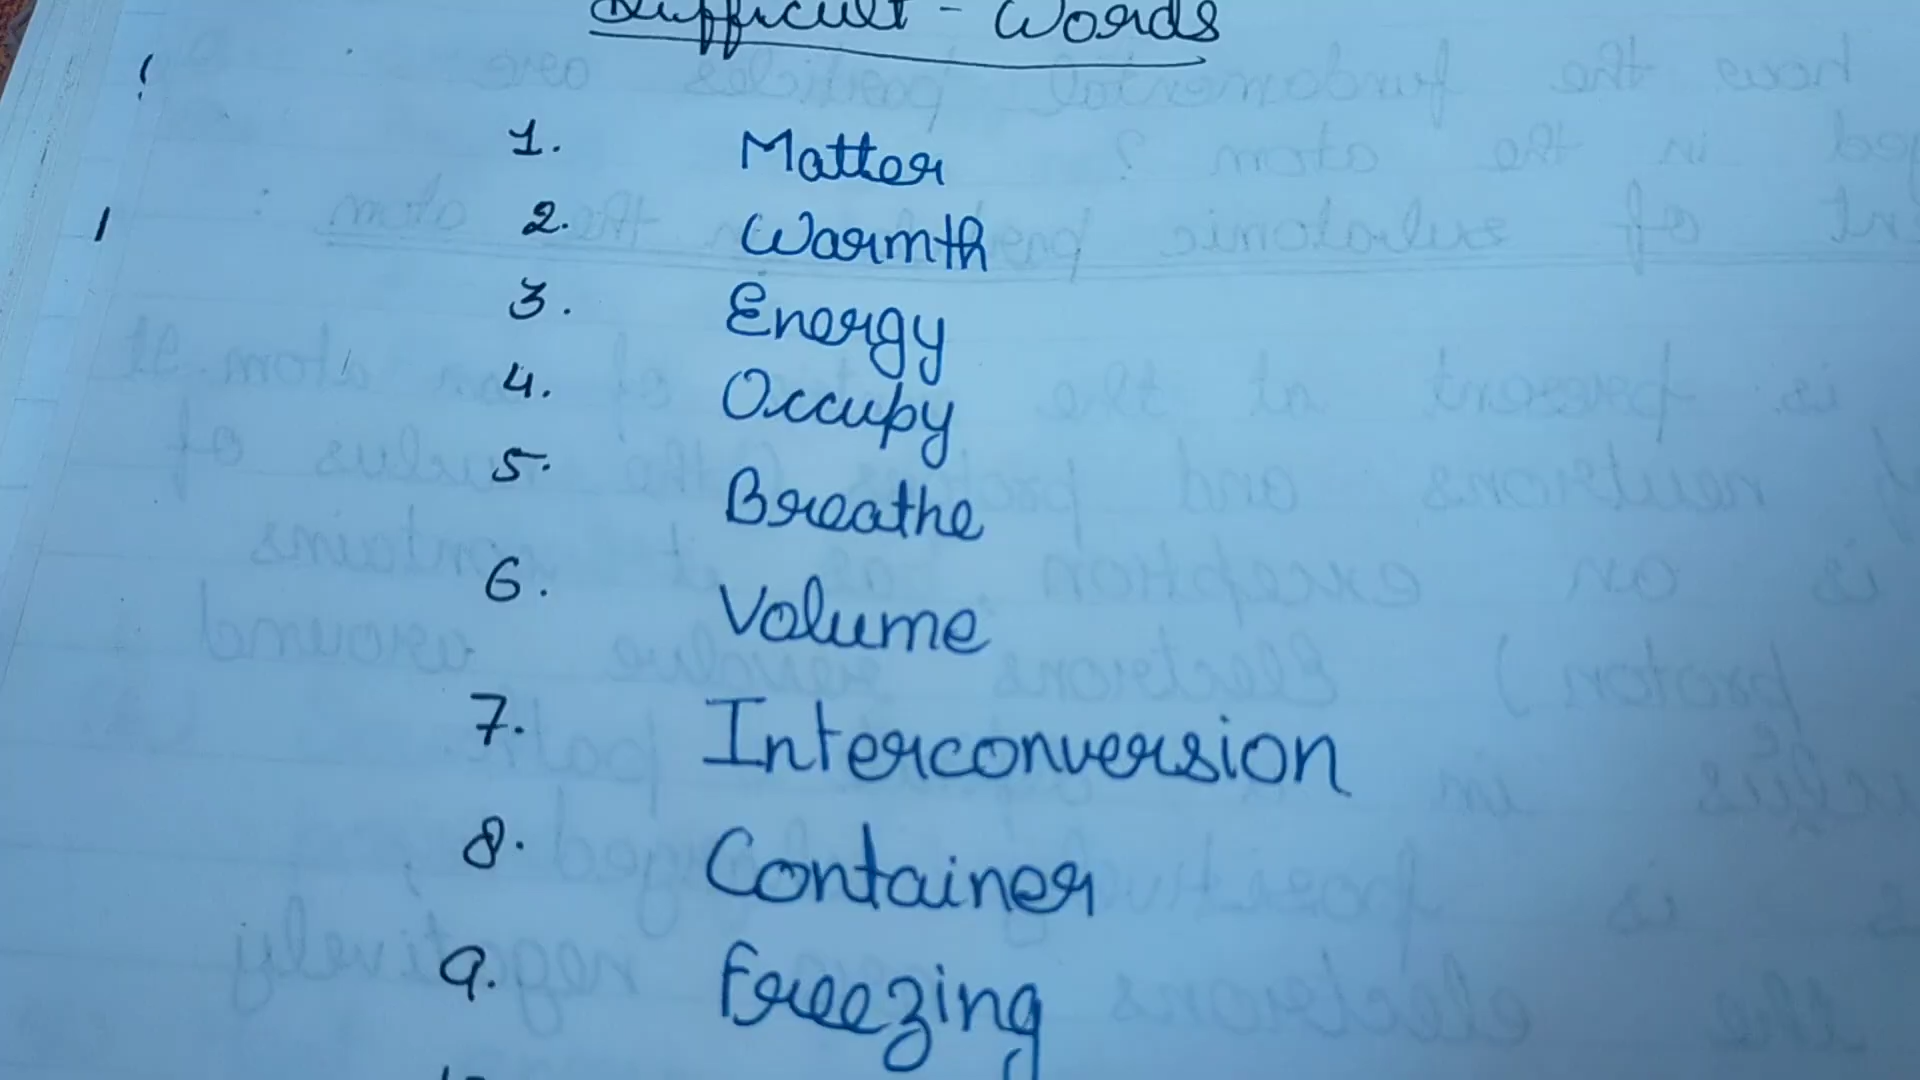 Difficult - Words
1. Matter
2. Warmth
3. Energy
4. Occupy
5. Breathe
6. Volume
7. Interconversion
8. Container
9. Freezing